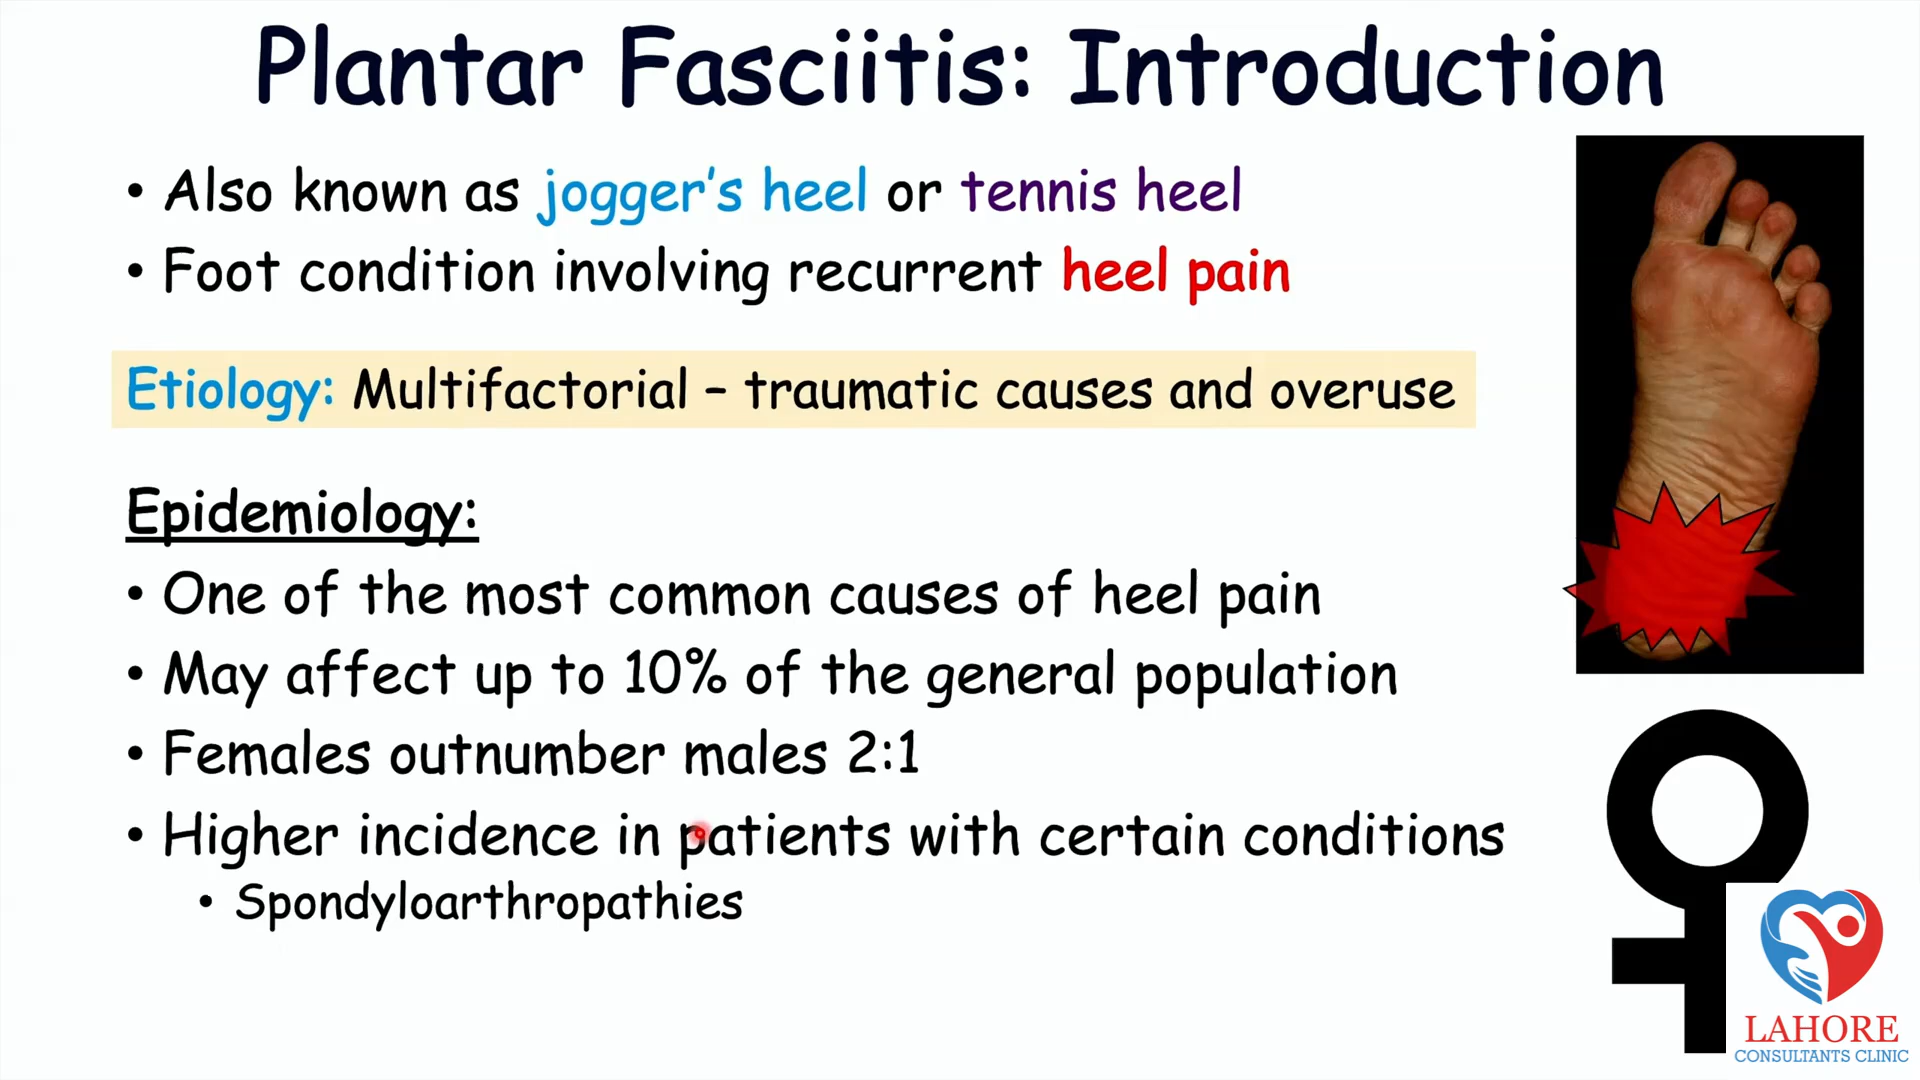 Plantar Fasciitis: Introduction
• Also known as jogger's heel or tennis heel
• Foot condition involving recurrent heel pain
Etiology: Multifactorial – traumatic causes and overuse
Epidemiology:
• One of the most common causes of heel pain
• May affect up to 10% of the general population
• Females outnumber males 2:1
• Higher incidence in patients with certain conditions
• Spondyloarthropathies
LAHORE
CONSULTANTS CLINIC